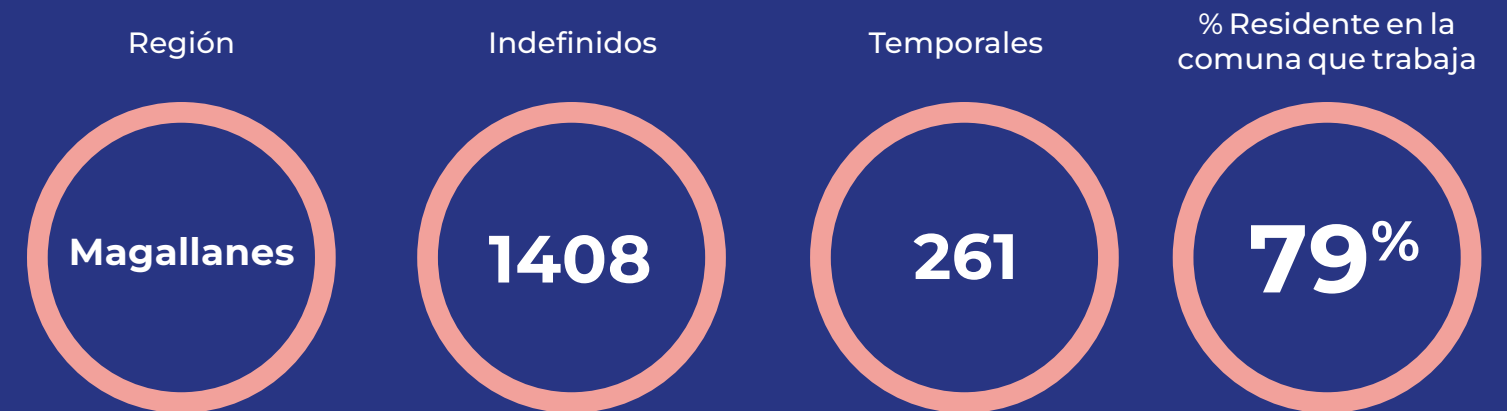 Región
Indefinidos
Temporales
% Residente en la
comuna que trabaja
Magallanes
1408
261
79%